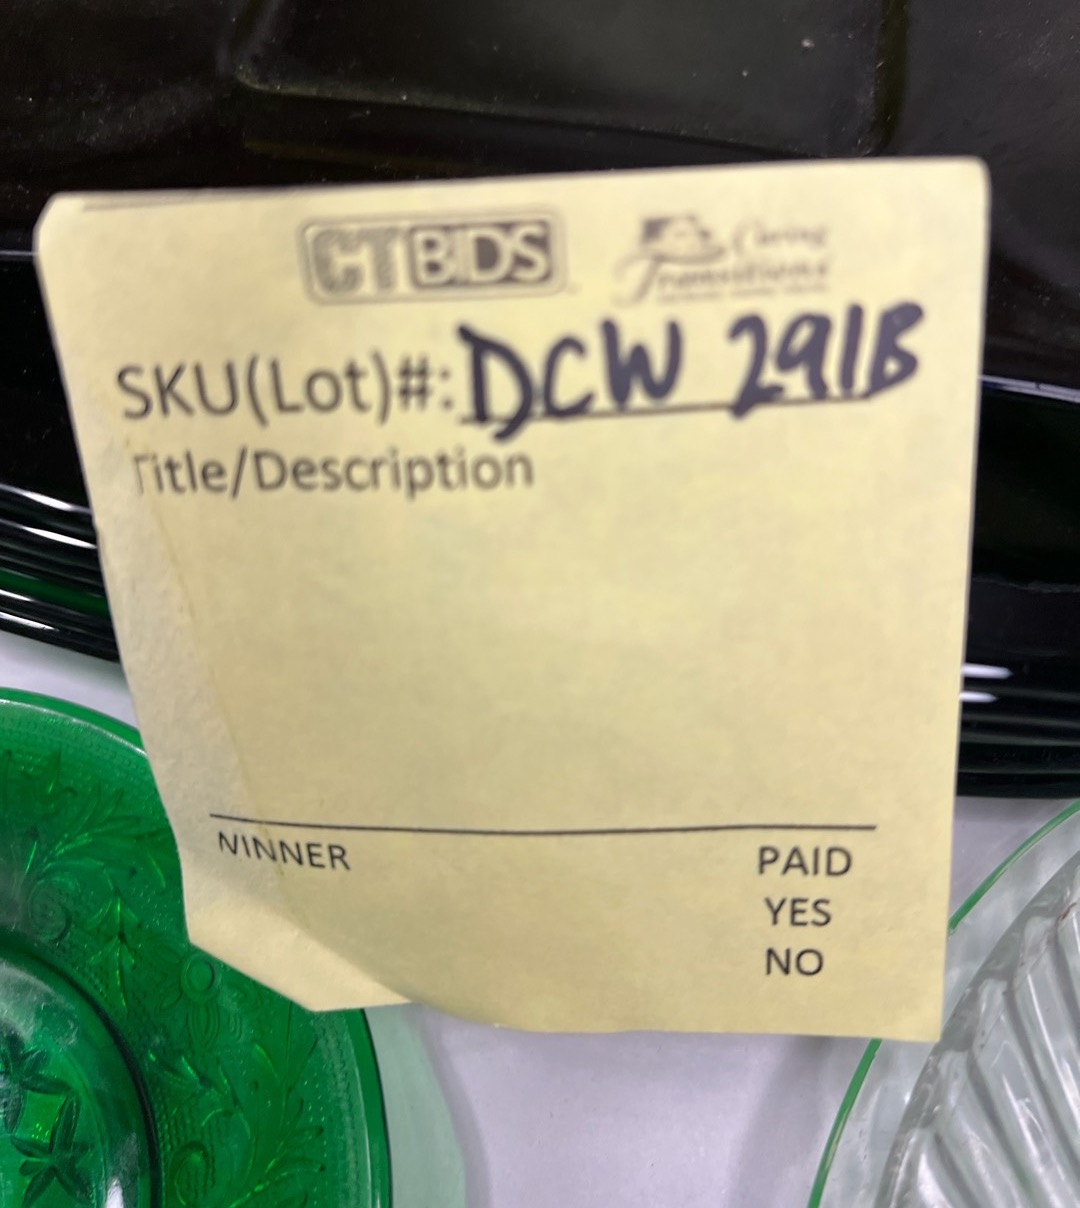 CTBIDS
Caring
Transitions
SKU(Lot)#: DCW 291B
Title/Description
WINNER PAID
YES
NO